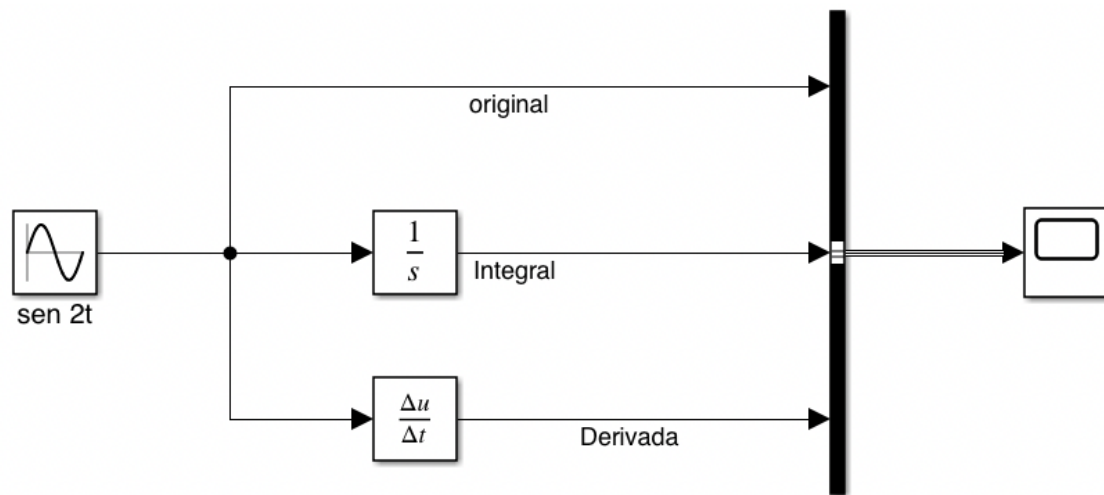 original
1
s
Integral
sen 2t
Δu
Δt
Derivada